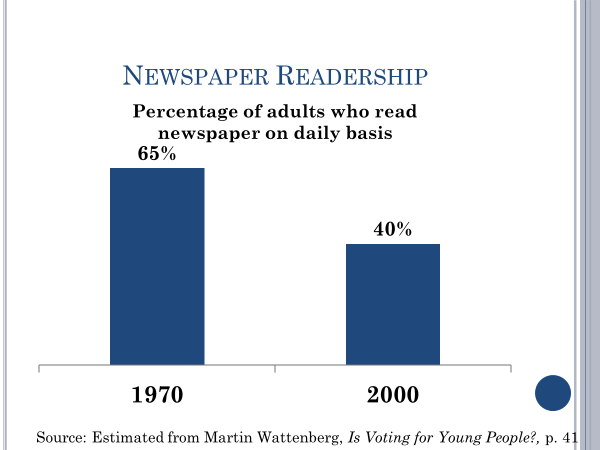 Newspaper Readership
Percentage of adults who read
newspaper on daily basis
65%
40%
1970 2000
Source: Estimated from Martin Wattenberg, Is Voting for Young People?, p. 41